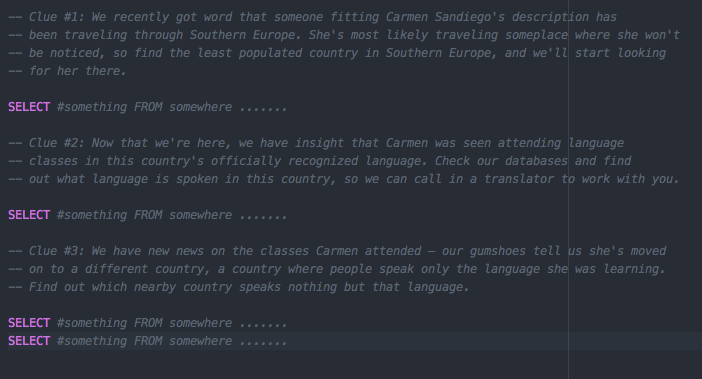 -- Clue #1: We recently got word that someone fitting Carmen Sandiego's description has
-- been traveling through Southern Europe. She's most likely traveling someplace where she won't
-- be noticed, so find the least populated country in Southern Europe, and we'll start looking
-- for her there.
SELECT #something FROM somewhere .......
-- Clue #2: Now that we're here, we have insight that Carmen was seen attending language
-- classes in this country's officially recognized language. Check our databases and find
-- out what language is spoken in this country, so we can call in a translator to work with you.
SELECT #something FROM somewhere .......
-- Clue #3: We have new news on the classes Carmen attended – our gumshoes tell us she's moved
-- on to a different country, a country where people speak only the language she was learning.
-- Find out which nearby country speaks nothing but that language.
SELECT #something FROM somewhere .......
SELECT #something FROM somewhere .......